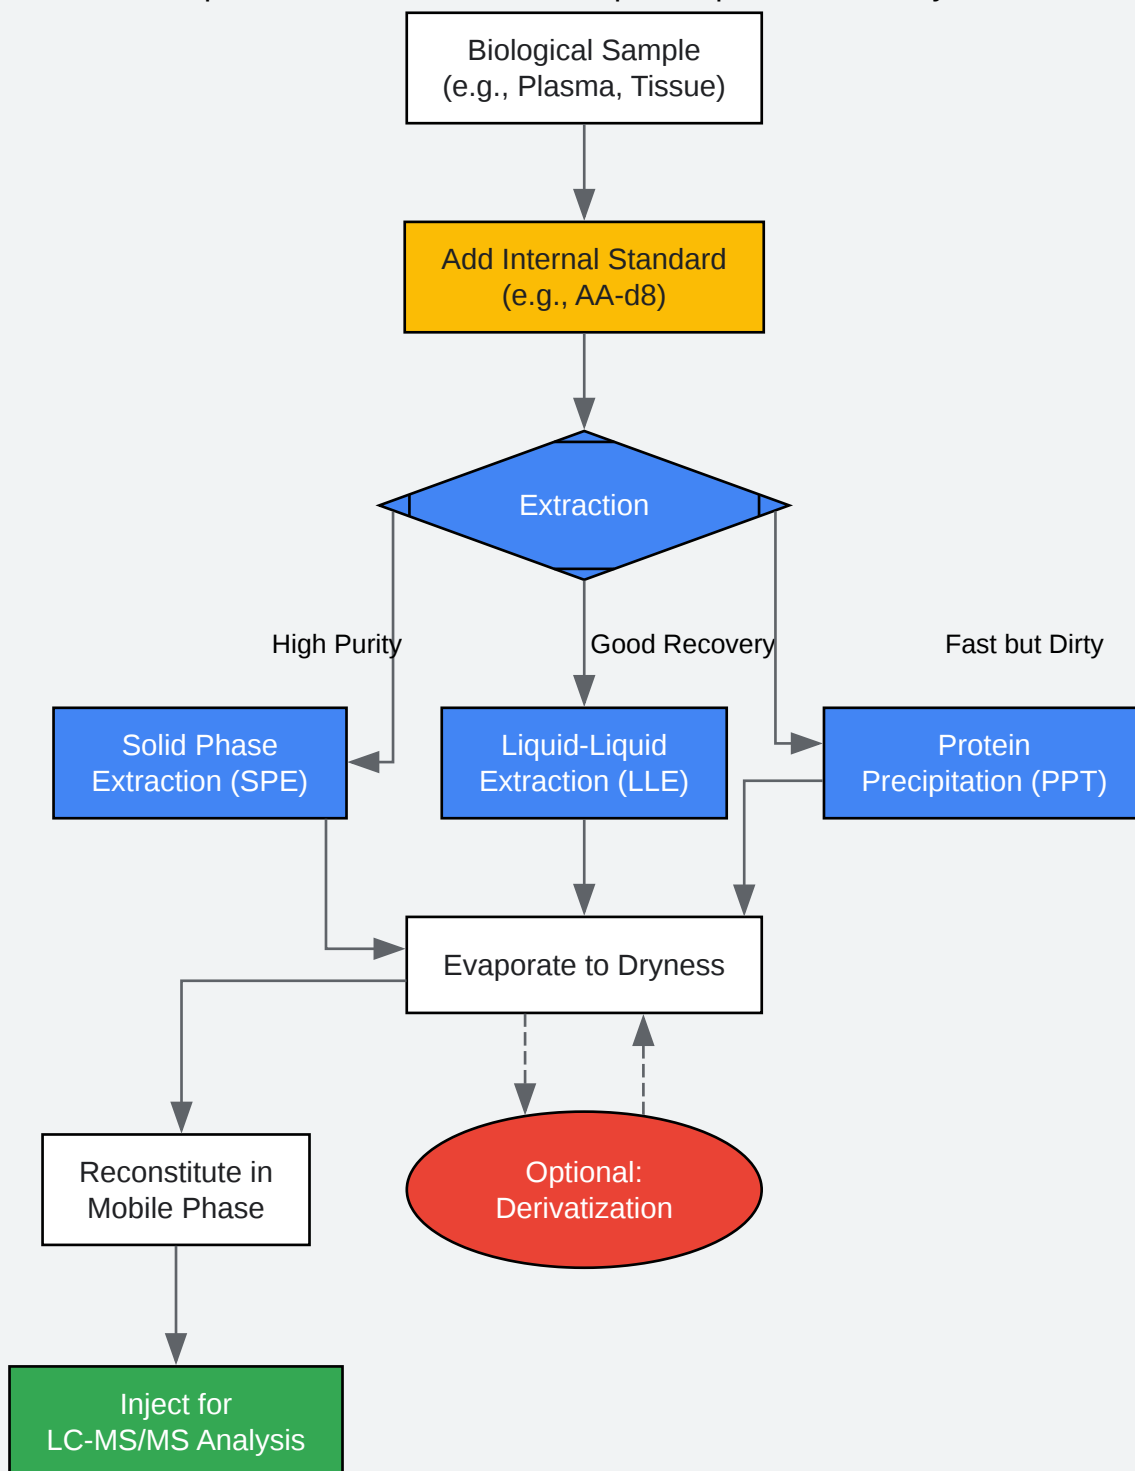 Biological Sample
(e.g., Plasma, Tissue)
Add Internal Standard
(e.g., AA-d8)
Extraction
High Purity
Good Recovery
Fast but Dirty
Solid Phase
Extraction (SPE)
Liquid-Liquid
Extraction (LLE)
Protein
Precipitation (PPT)
Evaporate to Dryness
Reconstitute in
Mobile Phase
Optional:
Derivatization
Inject for
LC-MS/MS Analysis